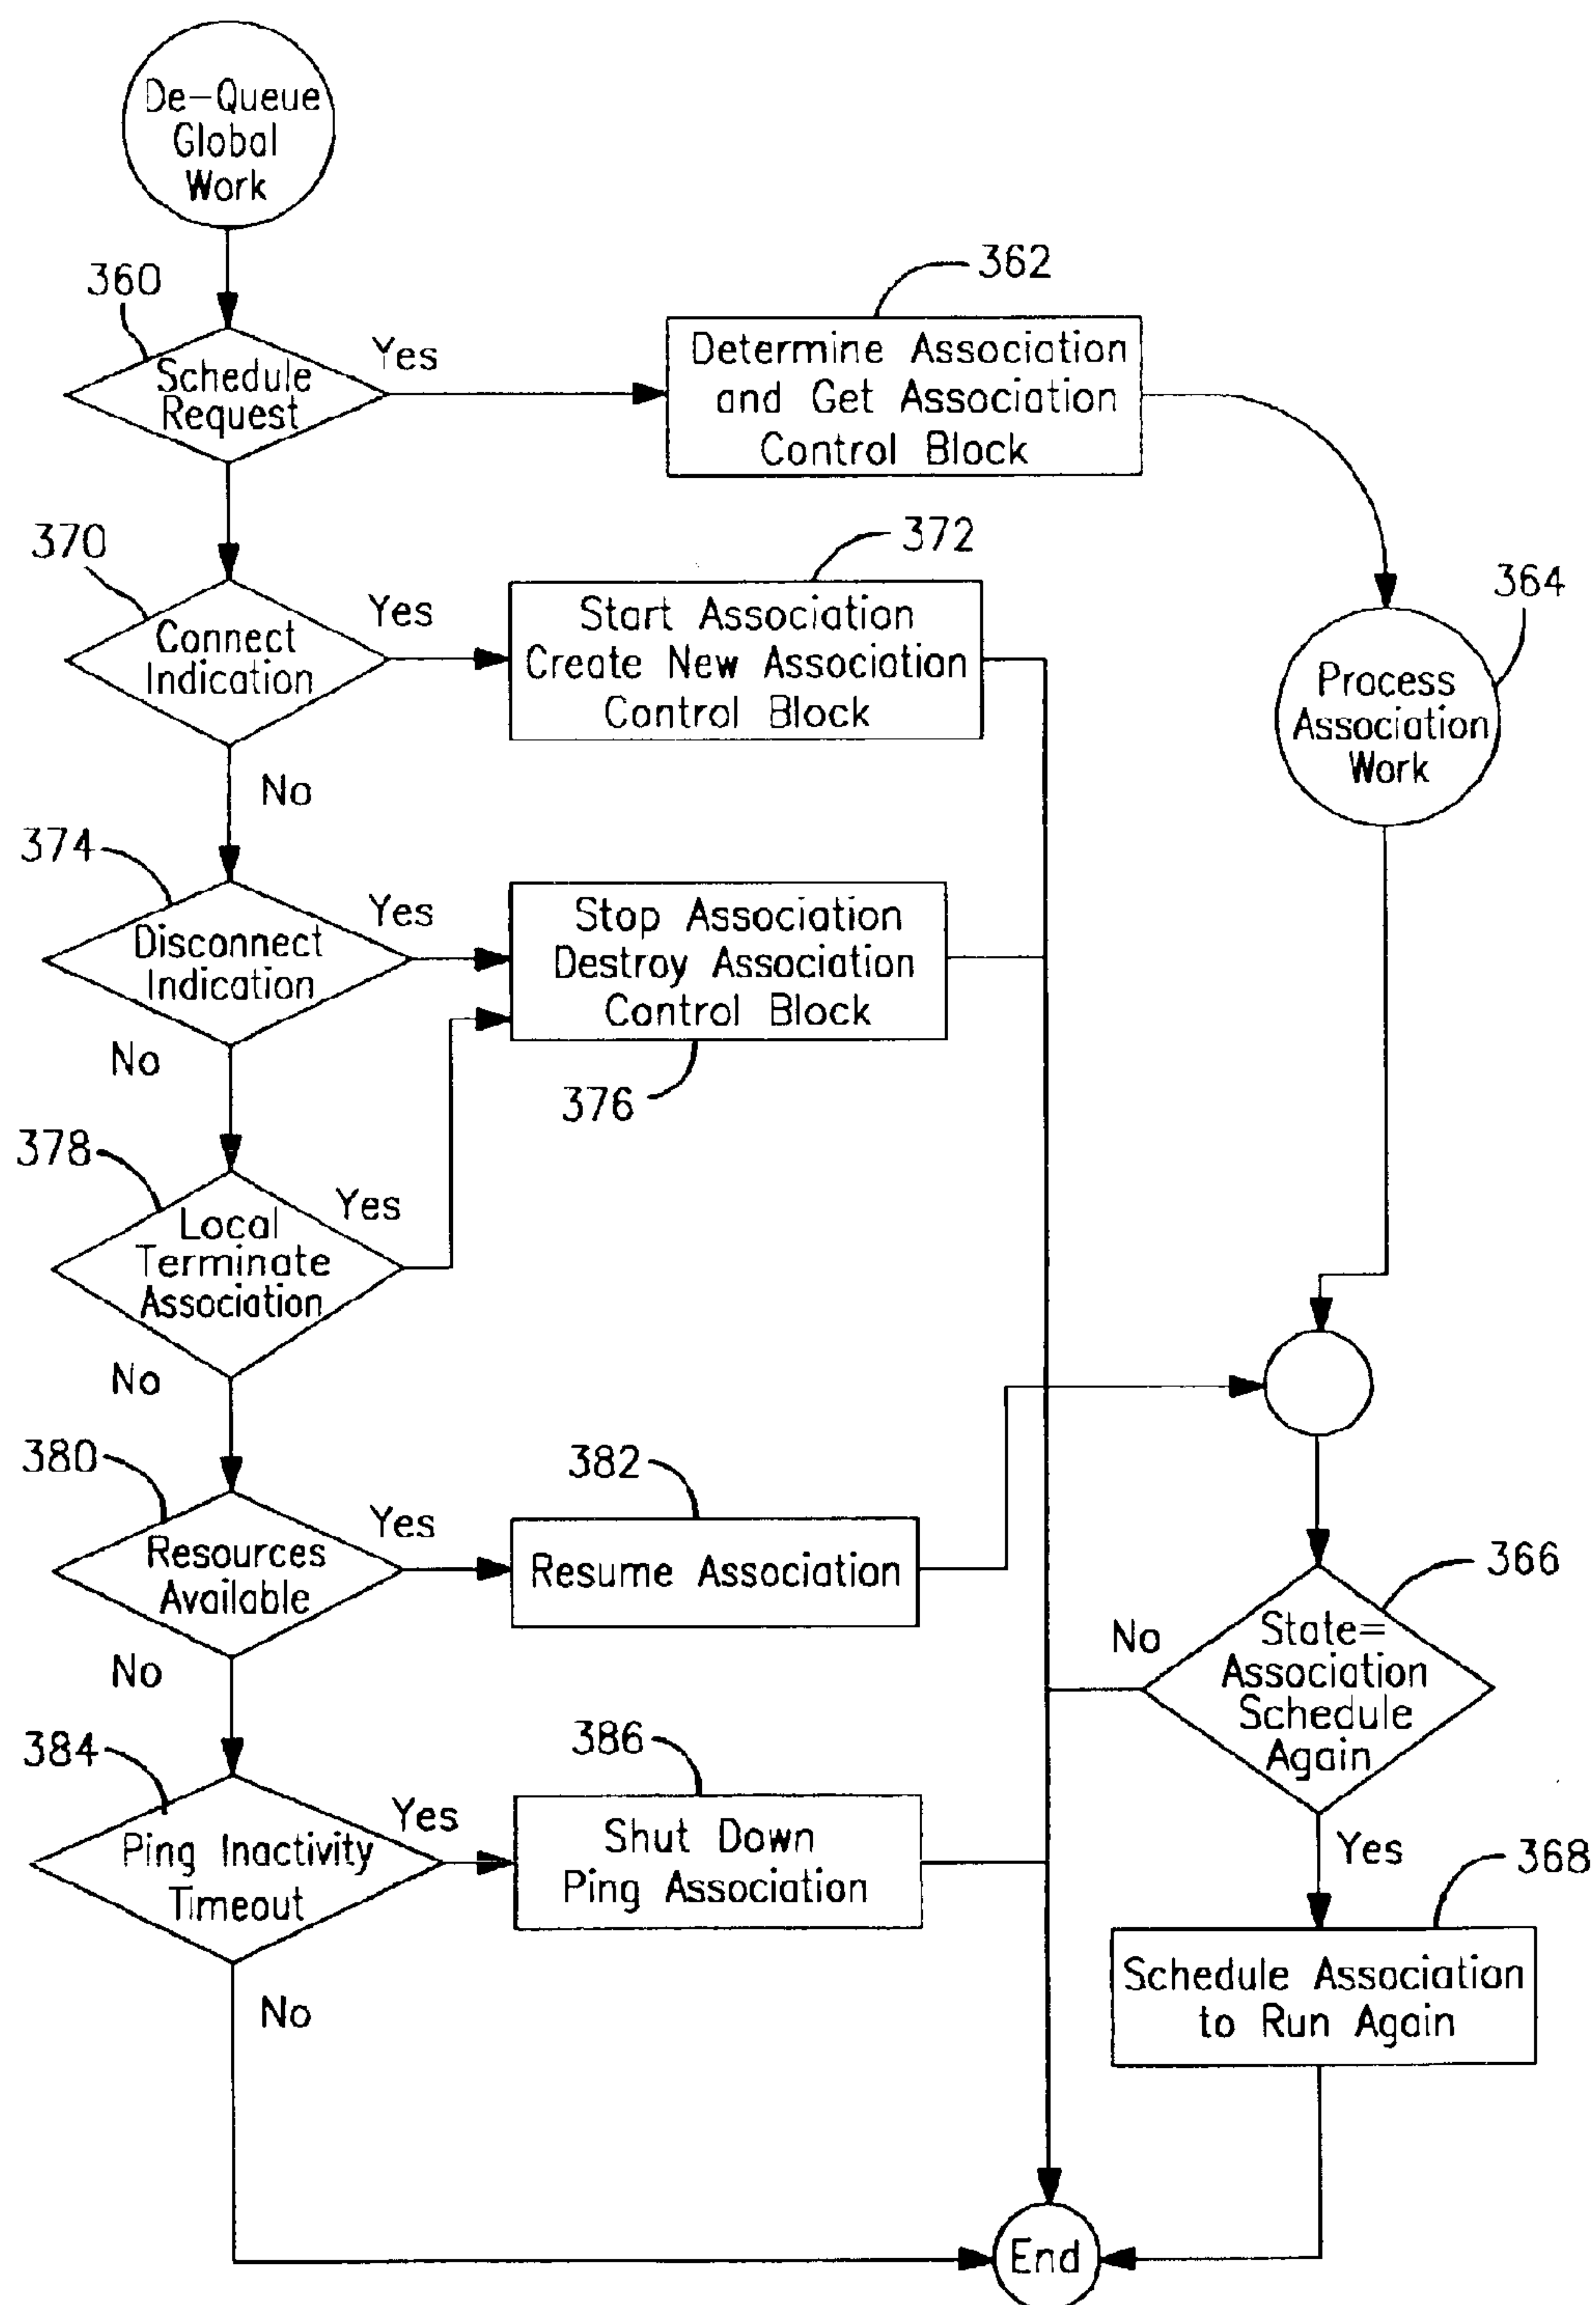 De-Queue
Global
Work
360
362
Schedule
Request
Yes
Determine Association
and Get Association
Control Block
370
372
364
Connect
Indication
Yes
Start Association
Create New Association
Control Block
Process
Association
Work
No
374
Disconnect
Indication
Yes
Stop Association
Destroy Association
Control Block
376
No
378
Local
Terminate
Association
Yes
No
380
382
Resources
Available
Yes
Resume Association
366
State=
Association
Schedule
Again
No
No
384
386
Ping Inactivity
Timeout
Yes
Shut Down
Ping Association
Yes
368
Schedule Association
to Run Again
No
End